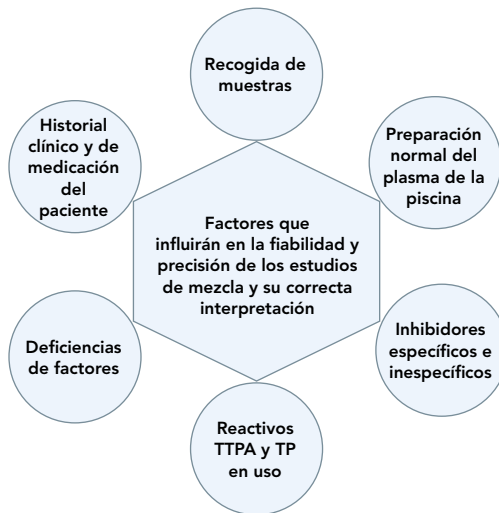 Recogida de
muestras
Historial
clínico y de
medicación
del
paciente
Preparación
normal del
plasma de la
piscina
Factores que
influirán en la fiabilidad y
precisión de los estudios
de mezcla y su correcta
interpretación
Deficiencias
de factores
Inhibidores
específicos e
inespecíficos
Reactivos
TTPA y TP
en uso